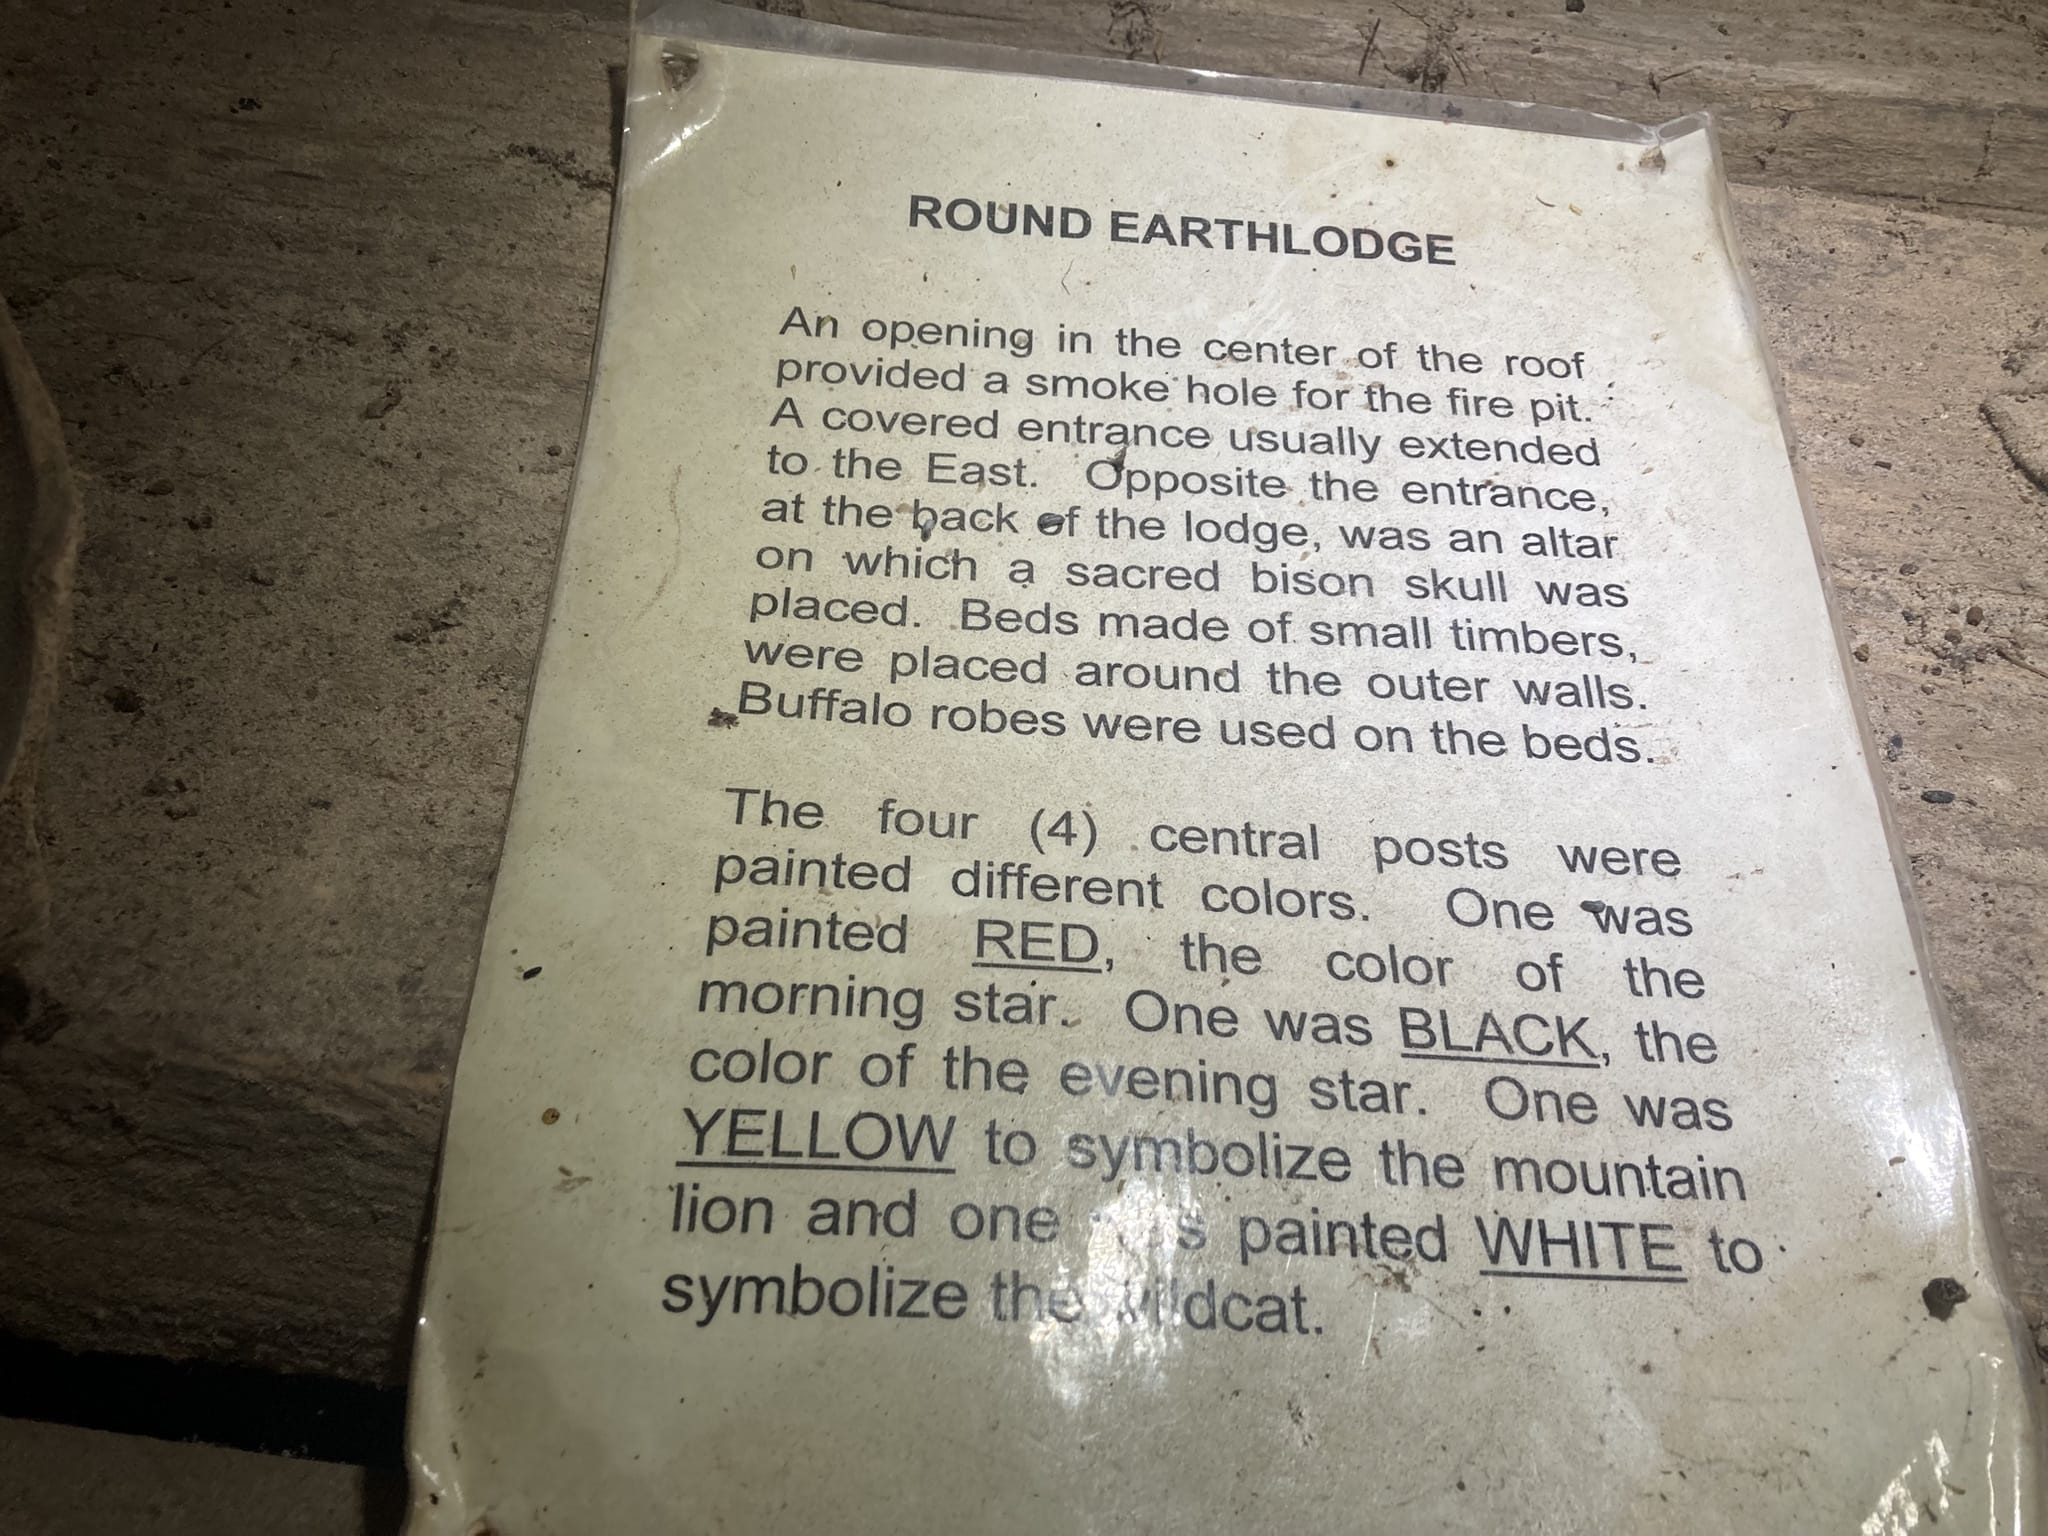 ROUND EARTHLODGE
An opening in the center of the roof
provided a smoke hole for the fire pit.
A covered entrance usually extended
to the East. Opposite the entrance,
at the back of the lodge, was an altar
on which a sacred bison skull was
placed. Beds made of small timbers,
were placed around the outer walls.
Buffalo robes were used on the beds.
The four (4) central posts were
painted different colors. One was
painted RED, the color of the
morning star. One was BLACK, the
color of the evening star. One was
YELLOW to symbolize the mountain
lion and one was painted WHITE to
symbolize the wildcat.